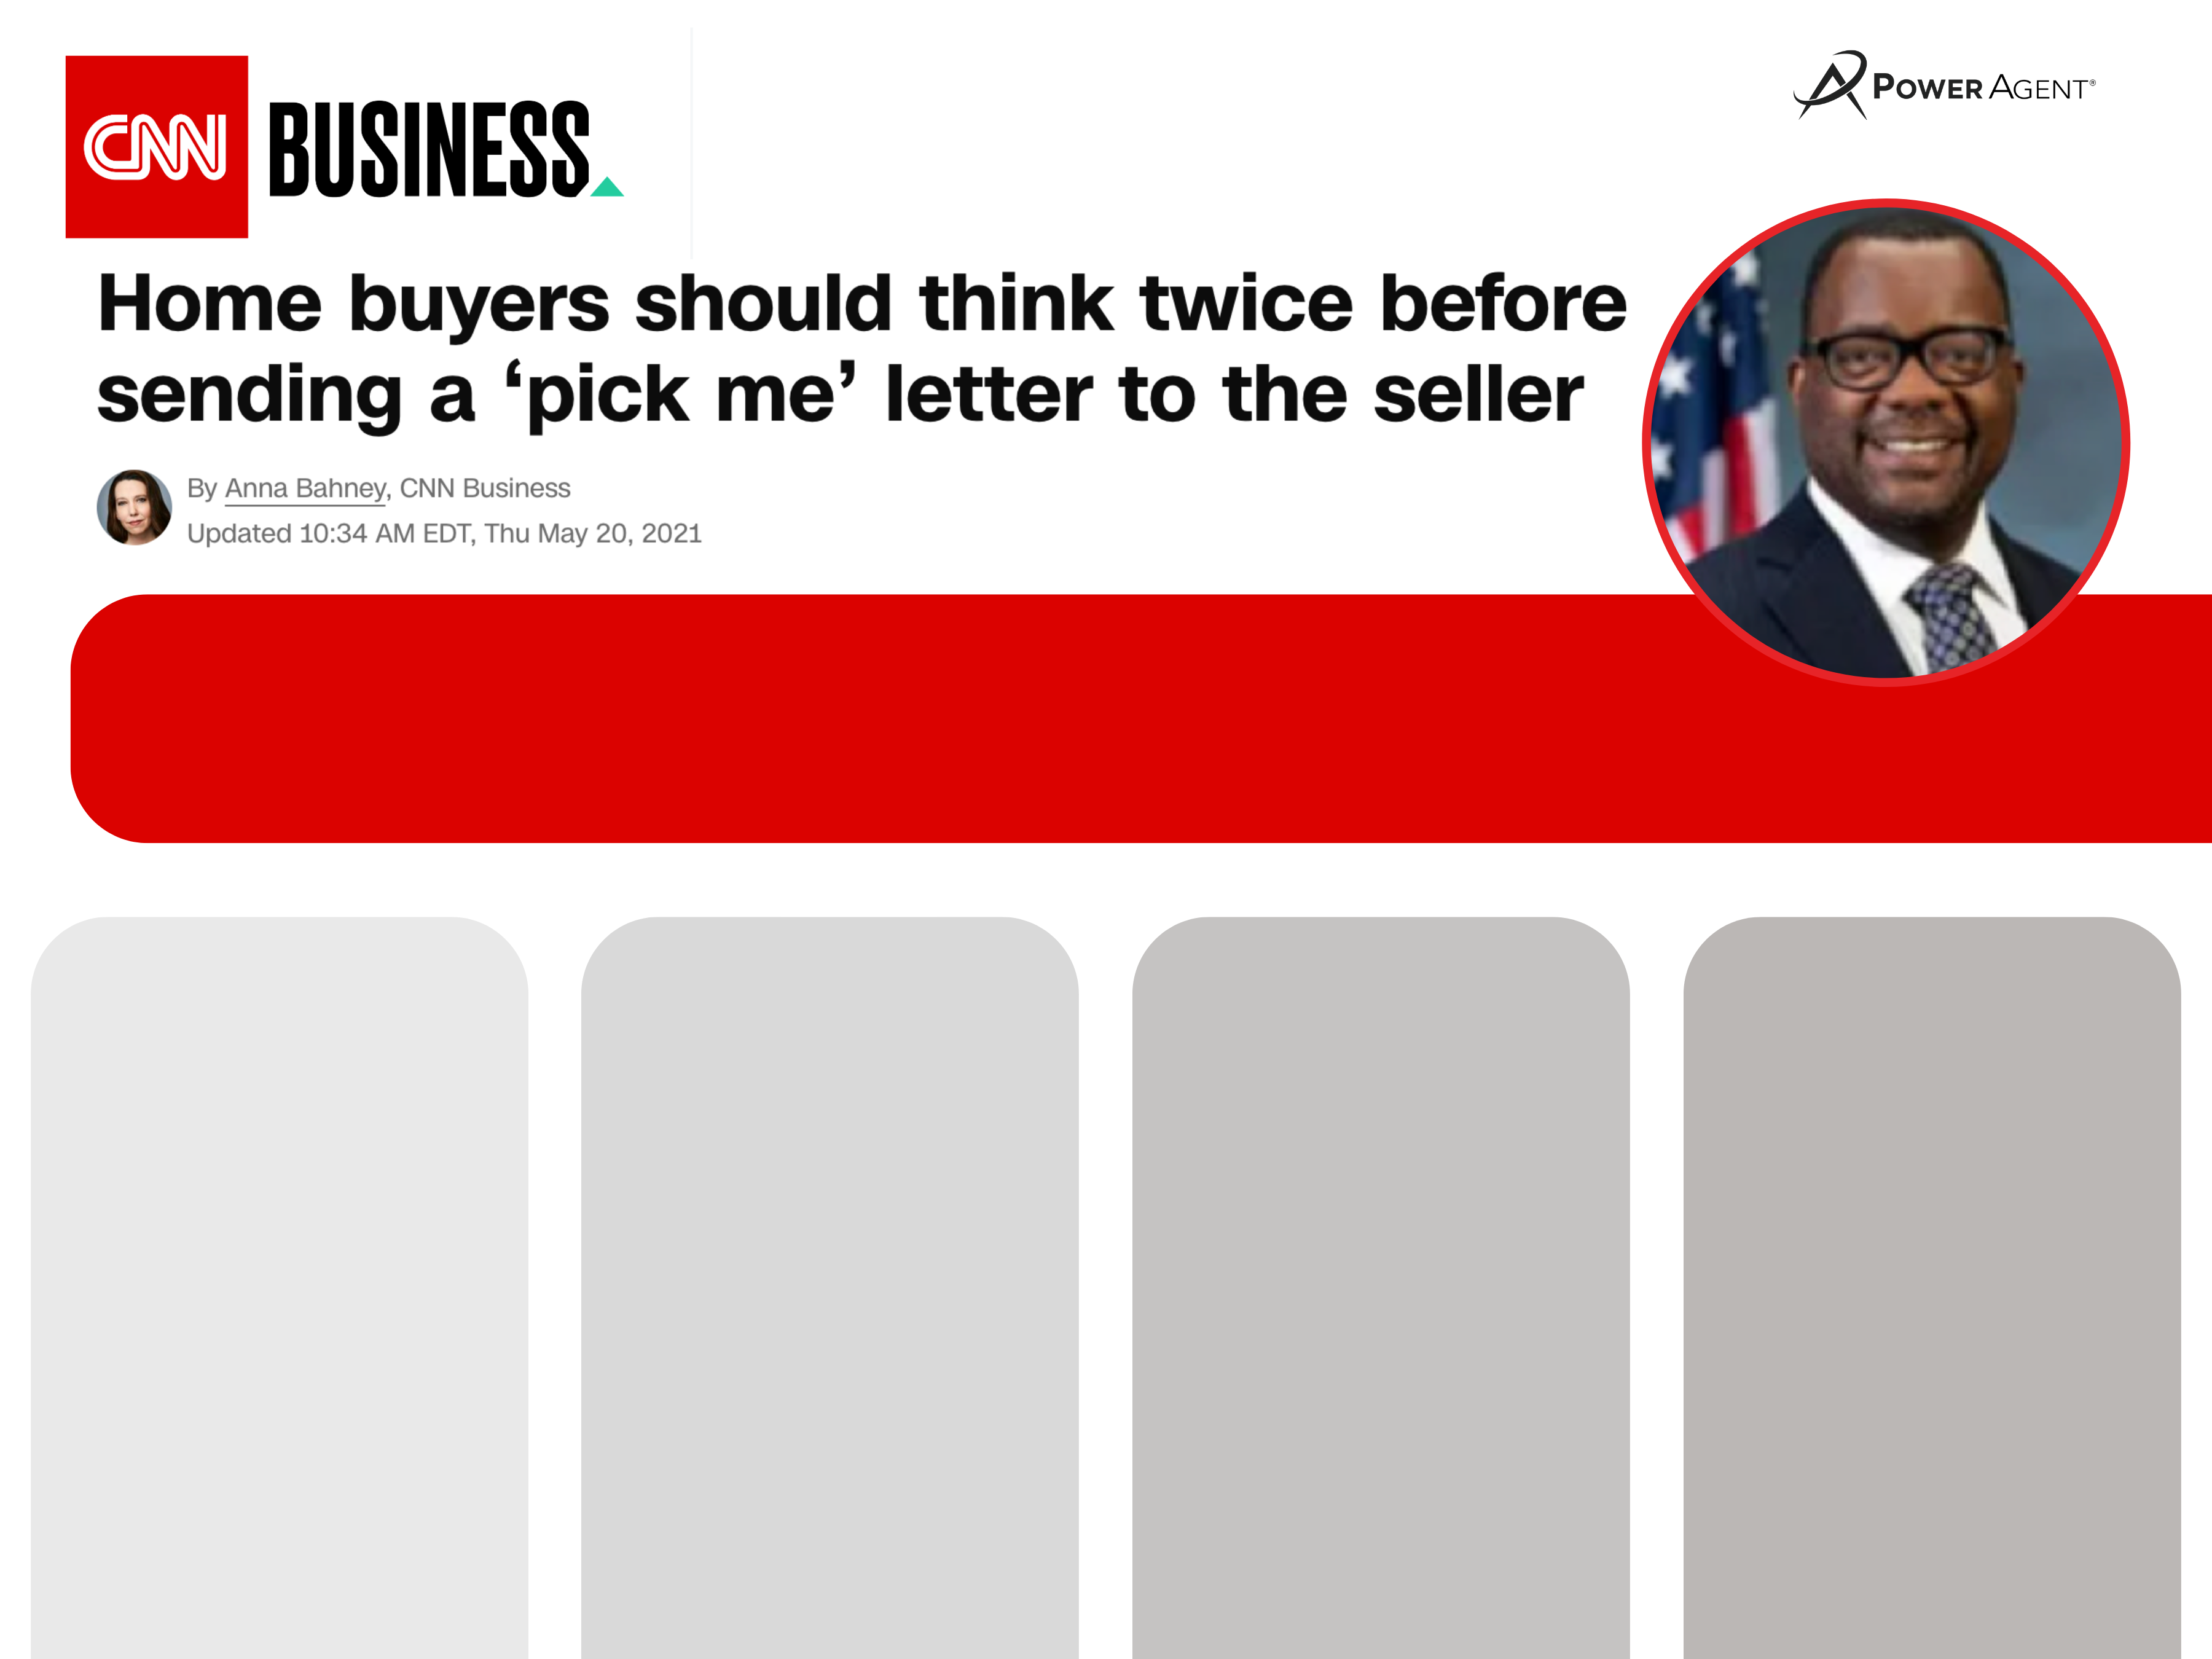 CNN BUSINESS
POWER AGENT®
Home buyers should think twice before
sending a ‘pick me’ letter to the seller
By Anna Bahney, CNN Business
Updated 10:34 AM EDT, Thu May 20, 2021